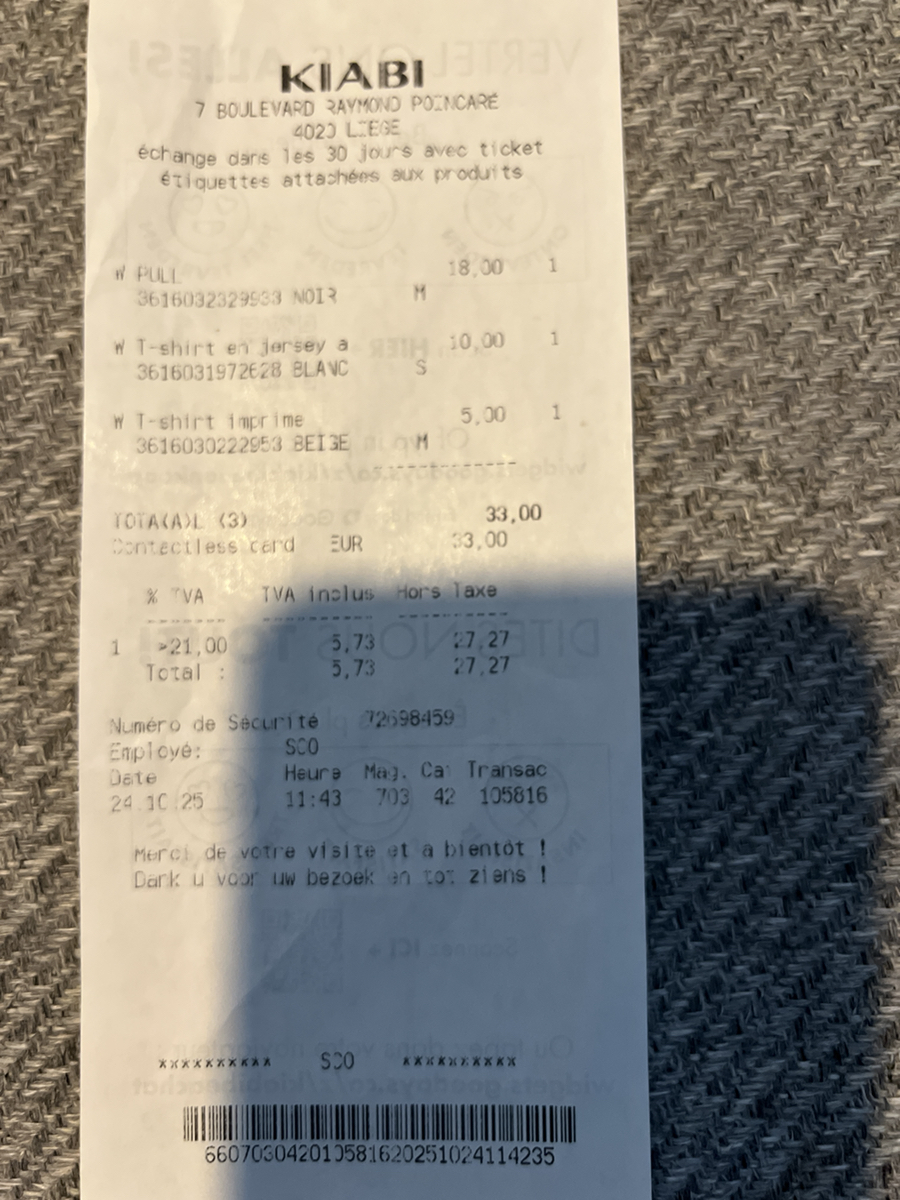 KIABI
7 BOULEVARD RAYMOND POINCARÉ
4020 LIEGE
échange dans les 30 jours avec ticket
étiquettes attachées aux produits
W PULL 18,00 1
3616032329933 NOIR M
W T-shirt en jersey a 10,00 1
3616031972628 BLANC S
W T-shirt imprime 5,00 1
3616030222953 BEIGE M
TOTA(A)L (3) 33,00
Contactless card EUR 33,00
% TVA TVA inclus Hors Taxe
1 >21,00 5,73 27,27
Total : 5,73 27,27
Numéro de Sécurité 72698459
Employé: SCO
Date Heure Mag. Cai Transac
24.10.25 11:43 703 42 105816
Merci de votre visite et a bientôt !
Dank u voor uw bezoek en tot ziens !
********** SCO **********
660703042010581620251024114235